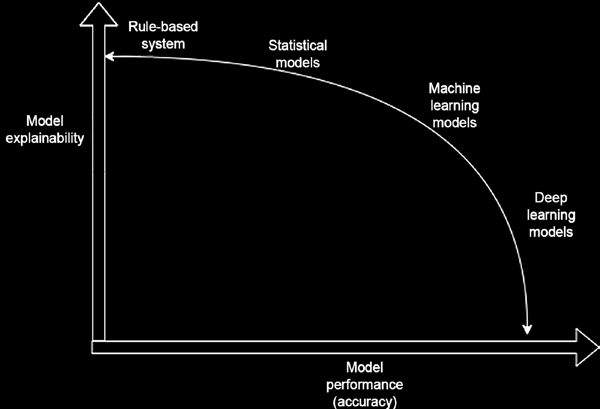 Rule-based
system
Statistical
models
Machine
learning
models
Model
explainability
Deep
learning
models
Model
performance
(accuracy)